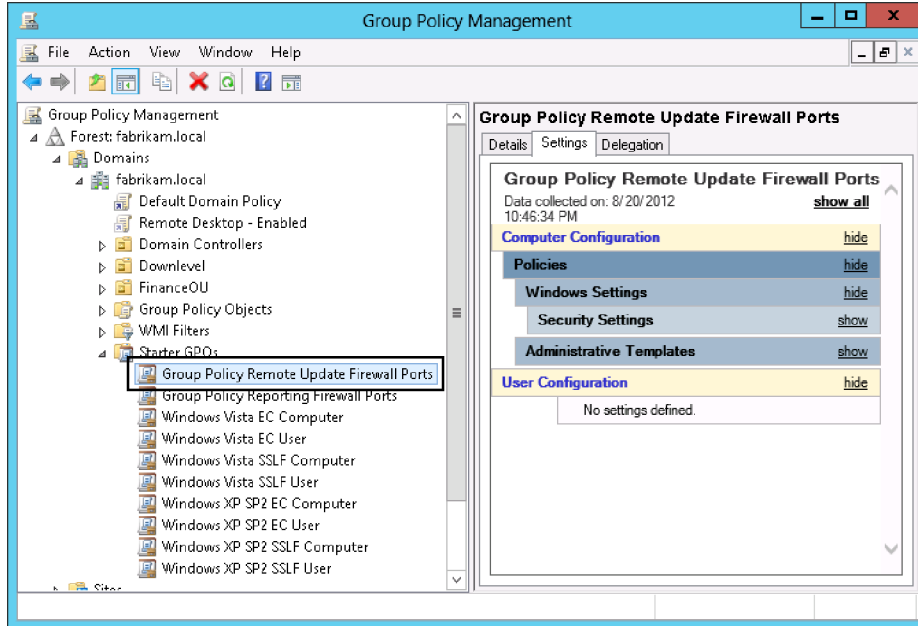 Group Policy Management
File Action View Window Help
Group Policy Management
Forest: fabrikam.local
Domains
fabrikam.local
Default Domain Policy
Remote Desktop - Enabled
Domain Controllers
Downlevel
FinanceOU
Group Policy Objects
WMI Filters
Starter GPOs
Group Policy Remote Update Firewall Ports
Group Policy Reporting Firewall Ports
Windows Vista EC Computer
Windows Vista EC User
Windows Vista SSLF Computer
Windows Vista SSLF User
Windows XP SP2 EC Computer
Windows XP SP2 EC User
Windows XP SP2 SSLF Computer
Windows XP SP2 SSLF User
Sites
Group Policy Remote Update Firewall Ports
Details Settings Delegation
Group Policy Remote Update Firewall Ports
Data collected on: 8/20/2012 show all
10:46:34 PM
Computer Configuration hide
Policies hide
Windows Settings hide
Security Settings show
Administrative Templates show
User Configuration hide
No settings defined.